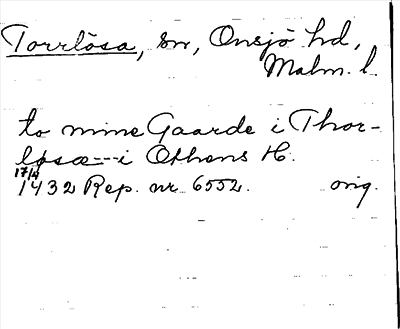 Torrlösa, sn, Onsjö hd,
Malm. l.
to mine Gaarde i Thor-
løsæ -- i Othens H.
17/4
1432 Rep. nr 6552. orig.